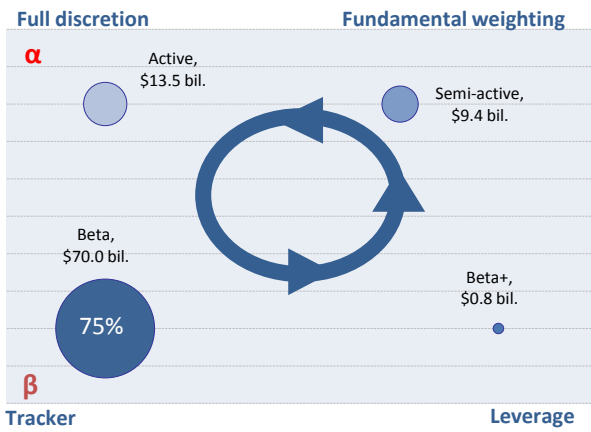 Full discretion
Fundamental weighting
α
Active,
$13.5 bil.
Semi-active,
$9.4 bil.
Beta,
$70.0 bil.
75%
Beta+,
$0.8 bil.
β
Tracker
Leverage